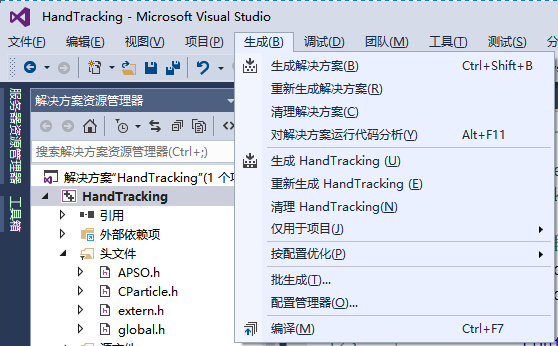 HandTracking - Microsoft Visual Studio
文件(F) 编辑(E) 视图(V) 项目(P) 生成(B) 调试(D) 团队(M) 工具(T) 测试(S)
服务器资源管理器
工具箱
解决方案资源管理器
搜索解决方案资源管理器(Ctrl+;)
解决方案"HandTracking"(1 个
HandTracking
引用
外部依赖项
头文件
APSO.h
CParticle.h
extern.h
global.h
源文件
生成解决方案(B) Ctrl+Shift+B
重新生成解决方案(R)
清理解决方案(C)
对解决方案运行代码分析(Y) Alt+F11
生成 HandTracking (U)
重新生成 HandTracking (E)
清理 HandTracking(N)
仅用于项目(J)
按配置优化(P)
批生成(T)...
配置管理器(O)...
编译(M) Ctrl+F7